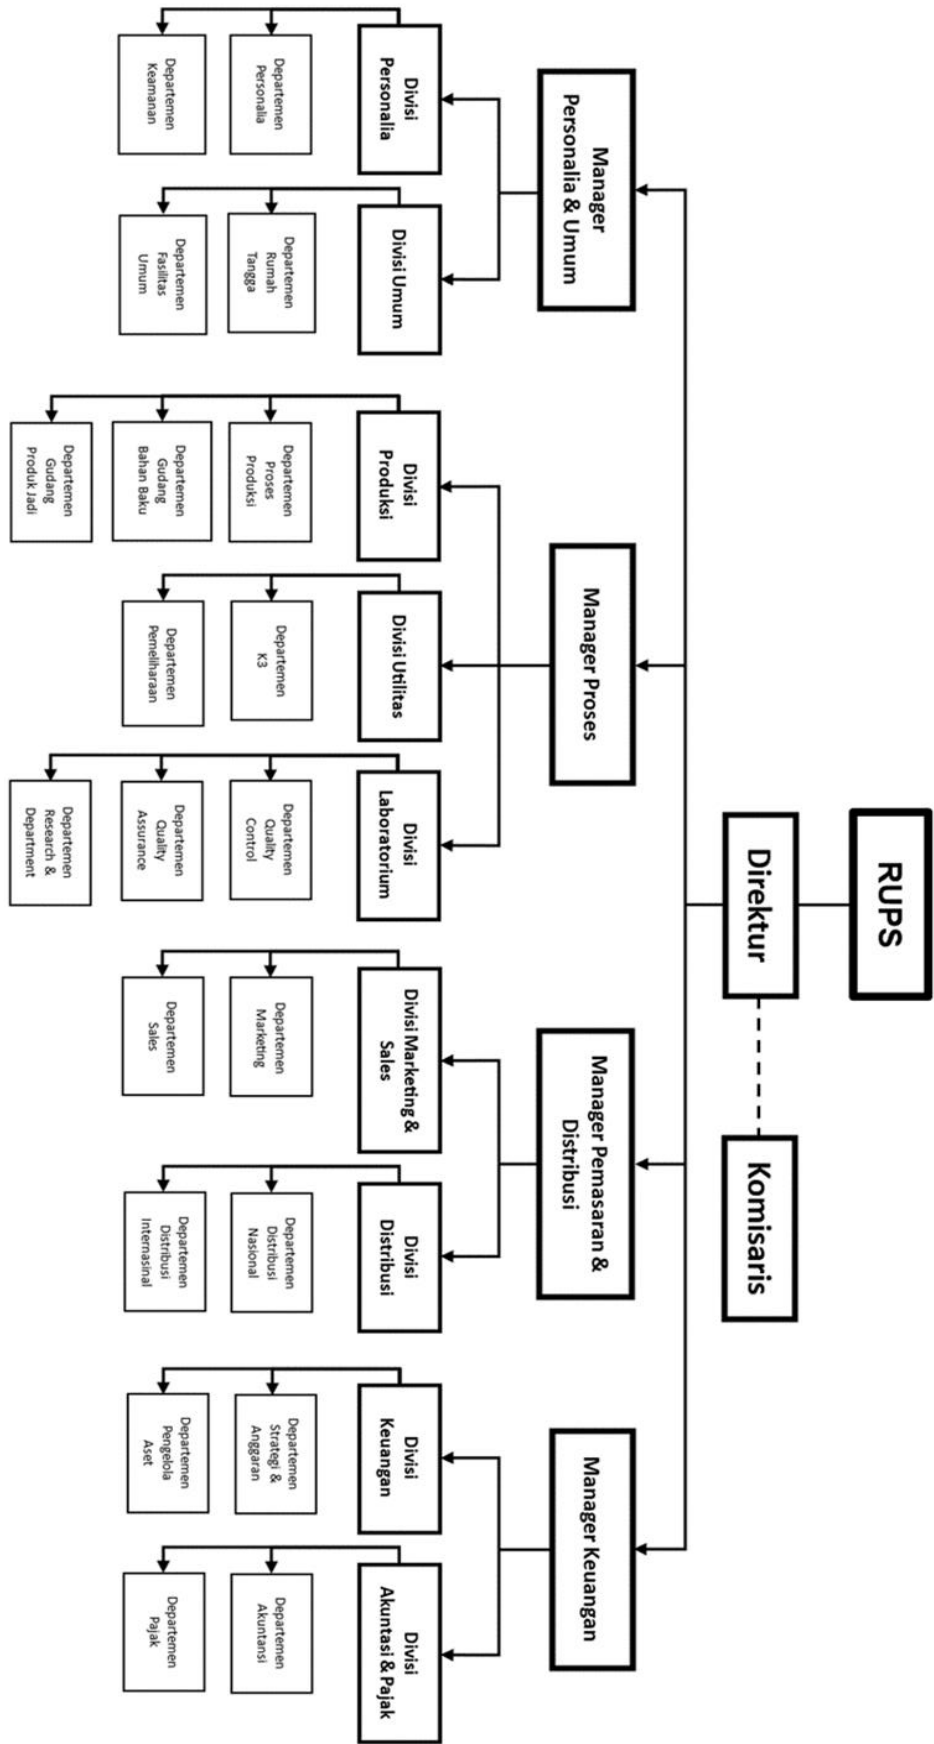 RUPS
Direktur
Komisaris
Manager
Personalia & Umum
Manager Proses
Manager Pemasaran &
Distribusi
Manager Keuangan
Divisi
Personalia
Divisi Umum
Divisi
Produksi
Divisi Utilitas
Divisi
Laboratorium
Divisi Marketing &
Sales
Divisi
Distribusi
Divisi
Keuangan
Divisi
Akuntasi & Pajak
Departemen
Personalia
Departemen
Rumah
Tangga
Departemen
Proses
Produksi
Departemen
K3
Departemen
Quality
Control
Departemen
Marketing
Departemen
Distribusi
Nasional
Departemen
Strategi &
Anggaran
Departemen
Akuntansi
Departemen
Keamanan
Departemen
Fasilitas
Umum
Departemen
Gudang
Bahan Baku
Departemen
Pemeliharaan
Departemen
Quality
Assurance
Departemen
Sales
Departemen
Distribusi
Internasinal
Departemen
Pengelola
Aset
Departemen
Pajak
Departemen
Gudang
Produk Jadi
Departemen
Research &
Department